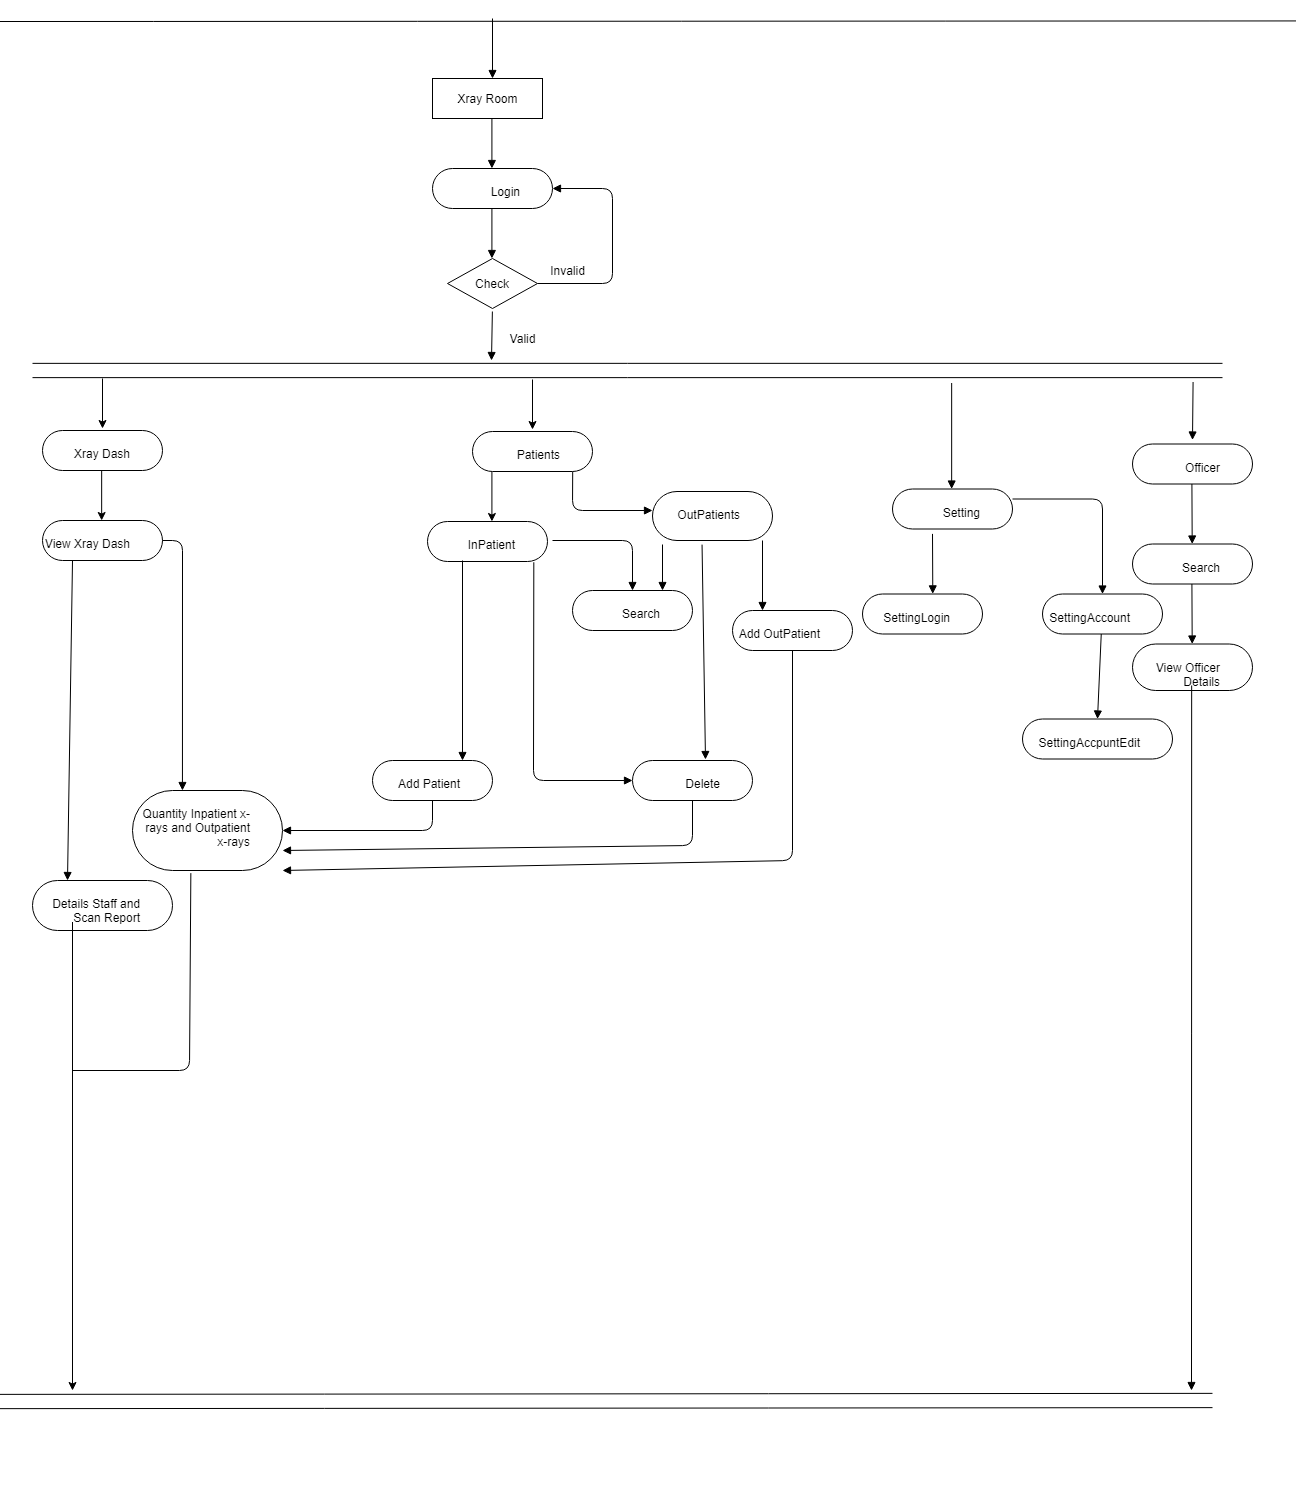 Xray Room
Login
Check
Invalid
Valid
Xray Dash
Patients
Officer
View Xray Dash
InPatient
OutPatients
Setting
Search
Search
Add OutPatient
SettingLogin
SettingAccount
View Officer
Details
SettingAccpuntEdit
Add Patient
Delete
Quantity Inpatient x-
rays and Outpatient
x-rays
Details Staff and
Scan Report